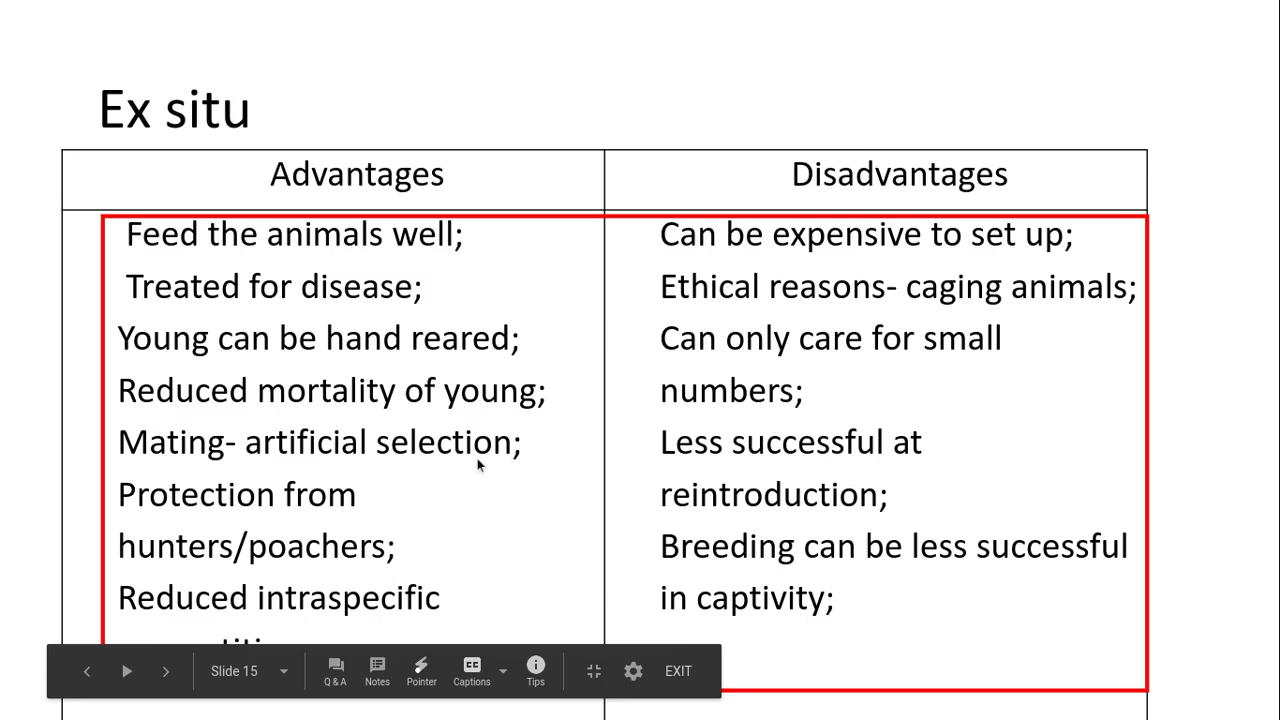 Ex situ
Advantages
Disadvantages
Feed the animals well;
Treated for disease;
Young can be hand reared;
Reduced mortality of young;
Mating- artificial selection;
Protection from
hunters/poachers;
Reduced intraspecific
Can be expensive to set up;
Ethical reasons- caging animals;
Can only care for small
numbers;
Less successful at
reintroduction;
Breeding can be less successful
in captivity;
Slide 15
Q & A
Notes
Pointer
CC
Captions
Tips
EXIT